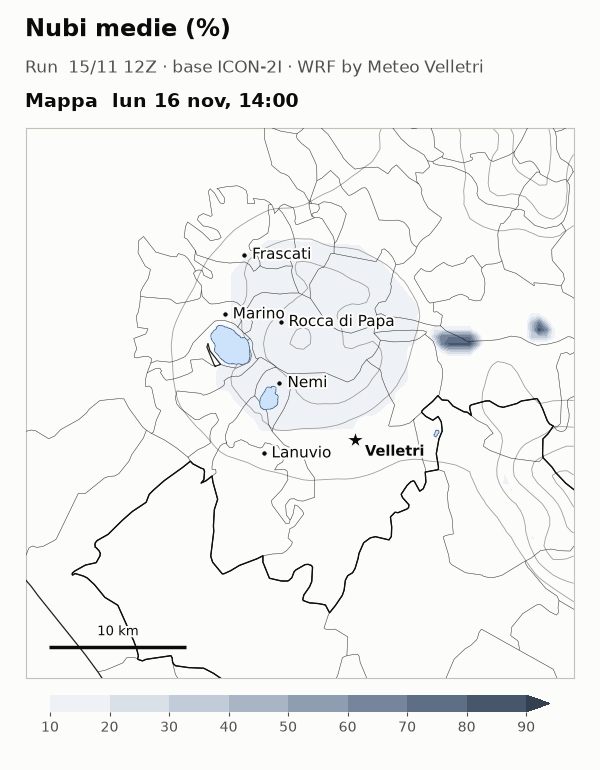 Nubi medie (%)
Run  15/11 12Z · base ICON-2I · WRF by Meteo Velletri
Mappa  lun 16 nov, 14:00
Frascati
Marino
Rocca di Papa
Nemi
Velletri
Lanuvio
10 km
10 20 30 40 50 60 70 80 90